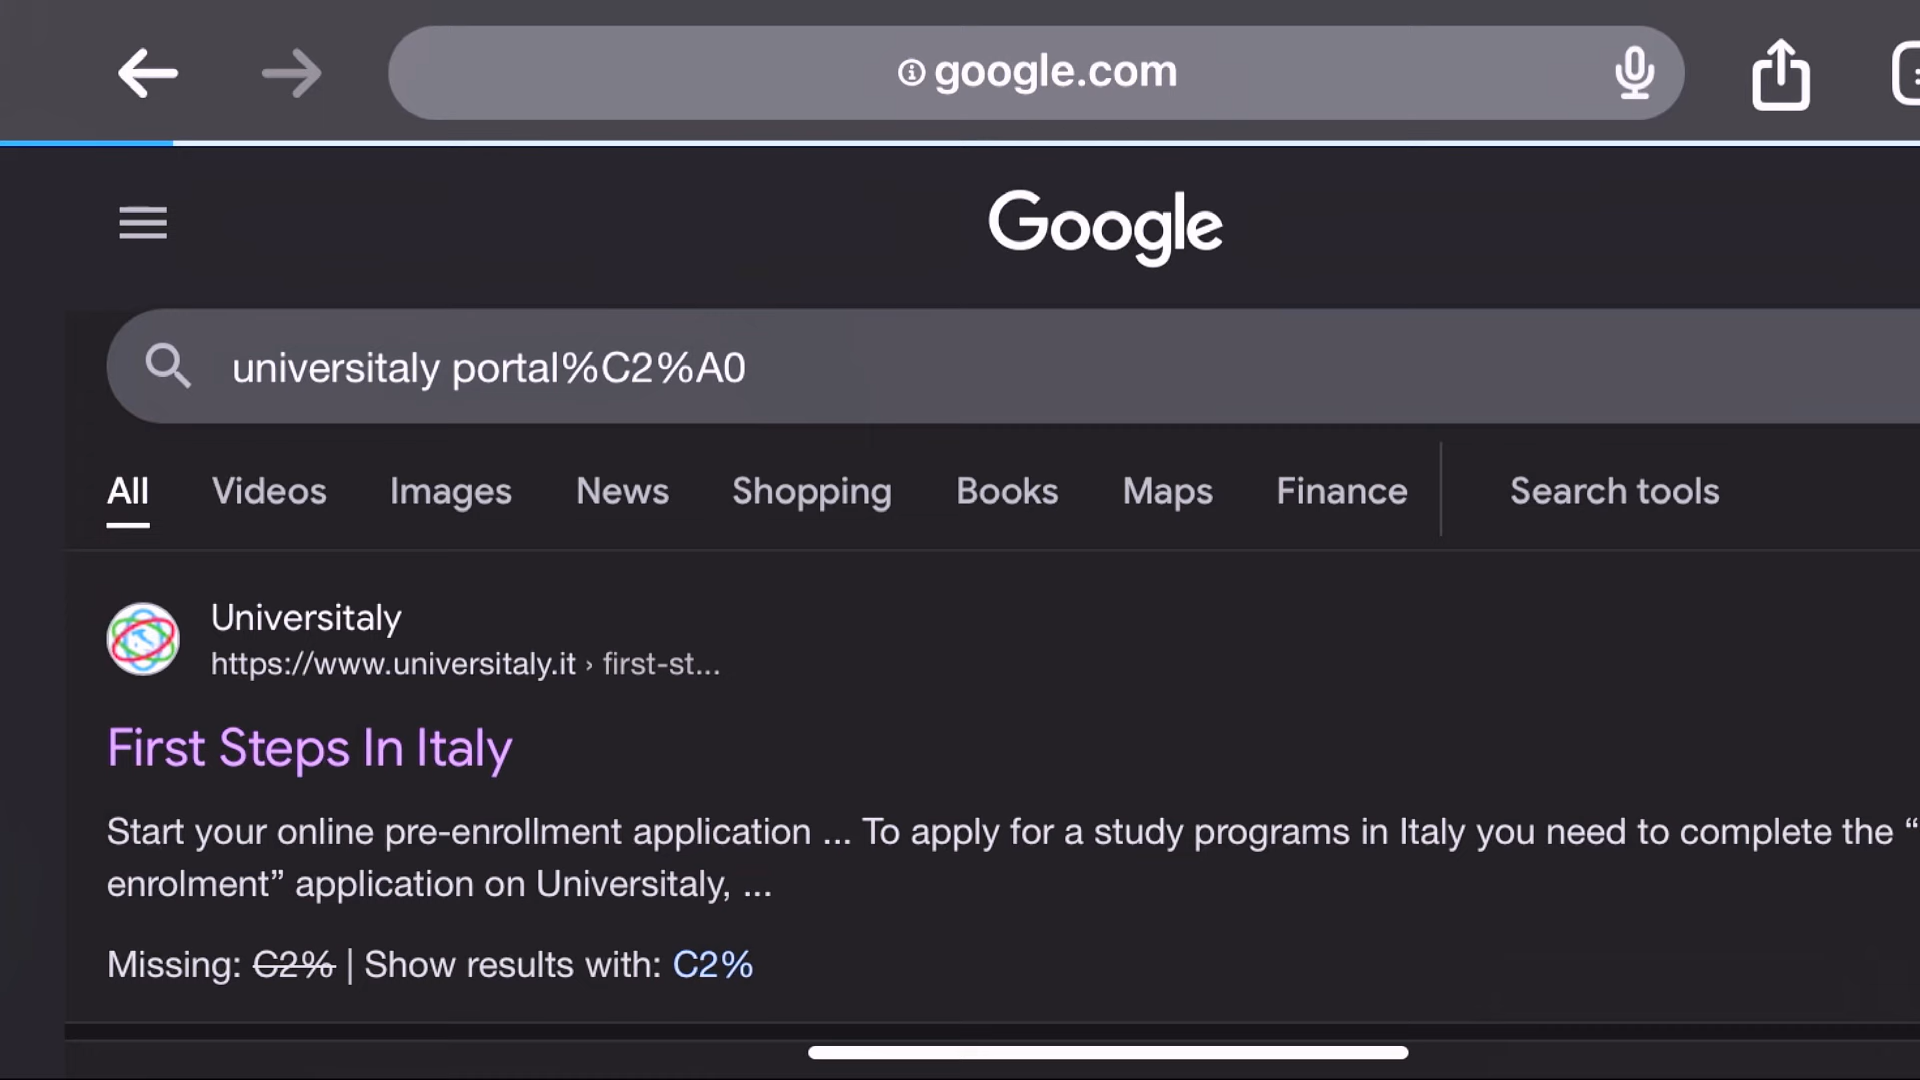 google.com
Google
universitaly portal%C2%A0
All Videos Images News Shopping Books Maps Finance Search tools
Universitaly
https://www.universitaly.it › first-st...
First Steps In Italy
Start your online pre-enrollment application ... To apply for a study programs in Italy you need to complete the “
enrolment” application on Universitaly, ...
Missing: C2% | Show results with: C2%